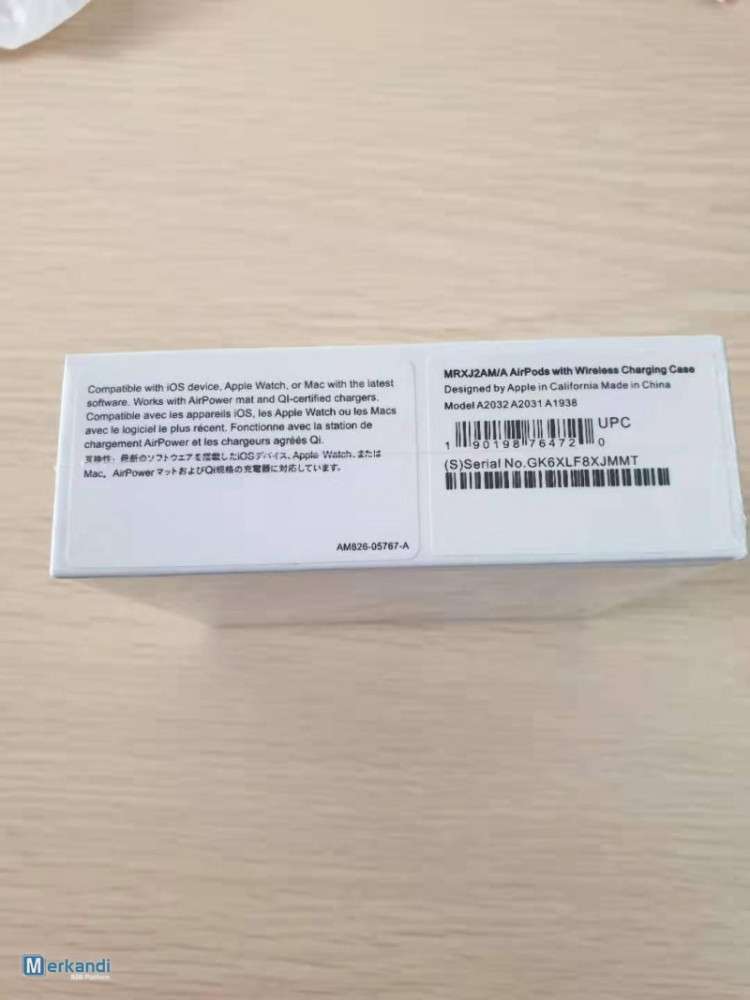 Compatible with iOS device, Apple Watch, or Mac with the latest
software. Works with AirPower mat and QI-certified chargers.
Compatible avec les appareils iOS, les Apple Watch ou les Macs
avec le logiciel le plus récent. Fonctionne avec la station de
chargement AirPower et les chargeurs agréés Qi.
互換性:最新のソフトウエアを搭載したiOSデバイス、Apple Watch、または
Mac。AirPowerマットおよびQi規格の充電器に対応しています。
AM626-05767-A
MRXJ2AM/A AirPods with Wireless Charging Case
Designed by Apple in California Made in China
Model A2032 A2031 A1938
UPC
1 90198 76472 0
(S)Serial No.GK6XLF8XJMMT
Merkandi
B2B Platform